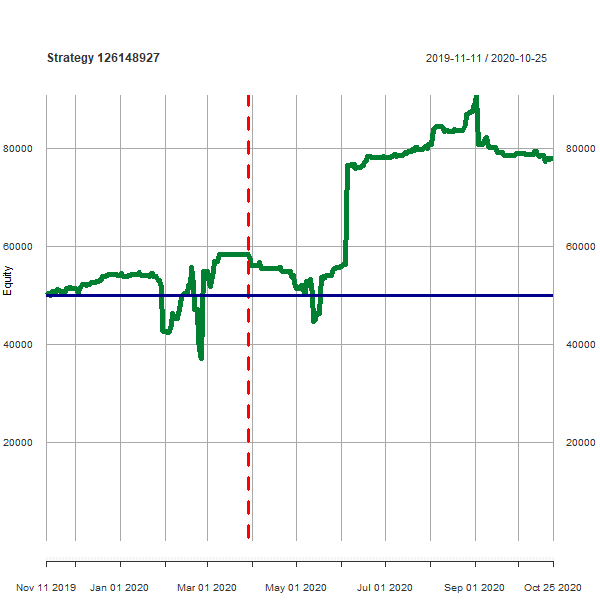 Strategy 126148927
2019-11-11 / 2020-10-25
80000
80000
60000
60000
Equity
40000
40000
20000
20000
Nov 11 2019
Jan 01 2020
Mar 01 2020
May 01 2020
Jul 01 2020
Sep 01 2020
Oct 25 2020